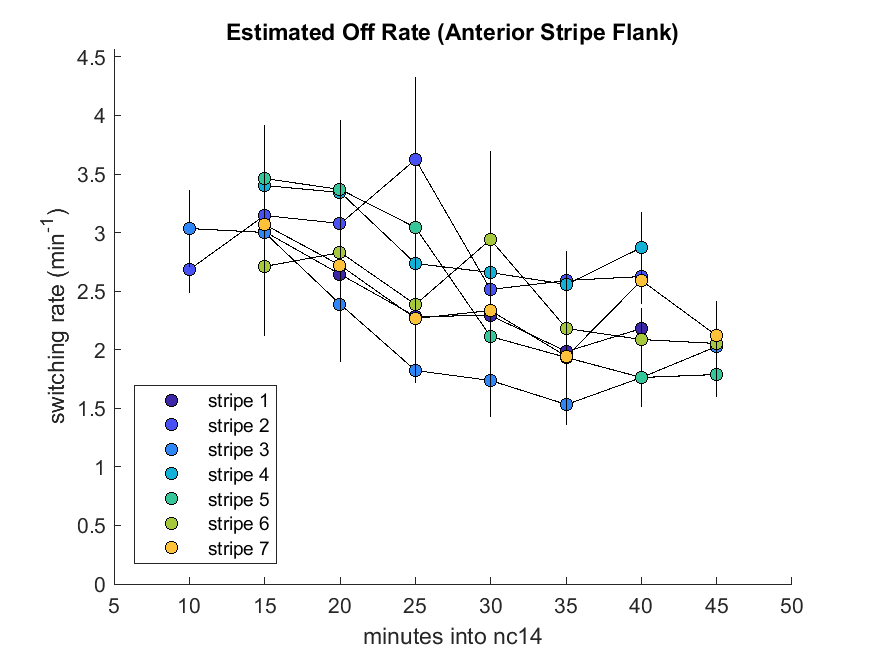 Estimated Off Rate (Anterior Stripe Flank)
switching rate (min⁻¹)
4.5
4
3.5
3
2.5
2
1.5
1
0.5
0
stripe 1
stripe 2
stripe 3
stripe 4
stripe 5
stripe 6
stripe 7
5 10 15 20 25 30 35 40 45 50
minutes into nc14